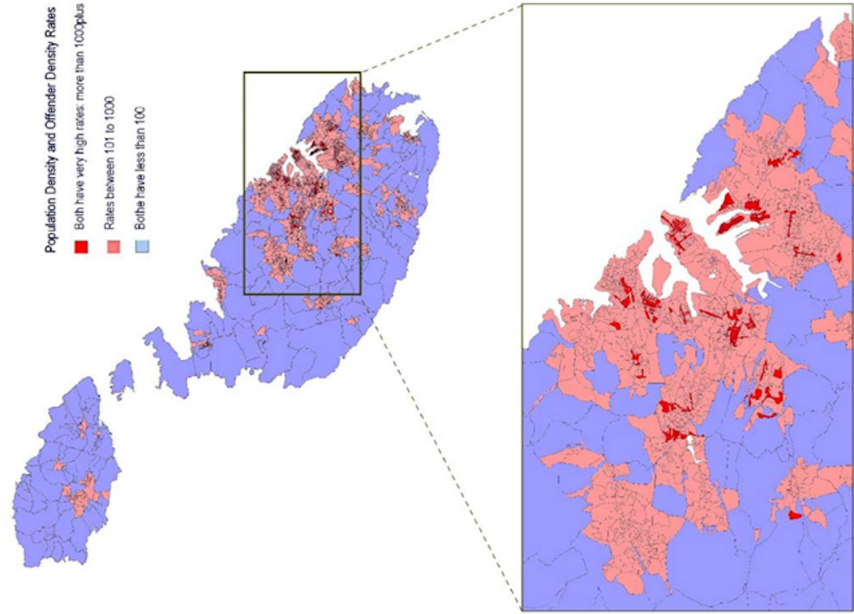 Population Density and Offender Density Rates
Both have very high rates: more than 1000plus
Rates between 101 to 1000
Bothe have less than 100